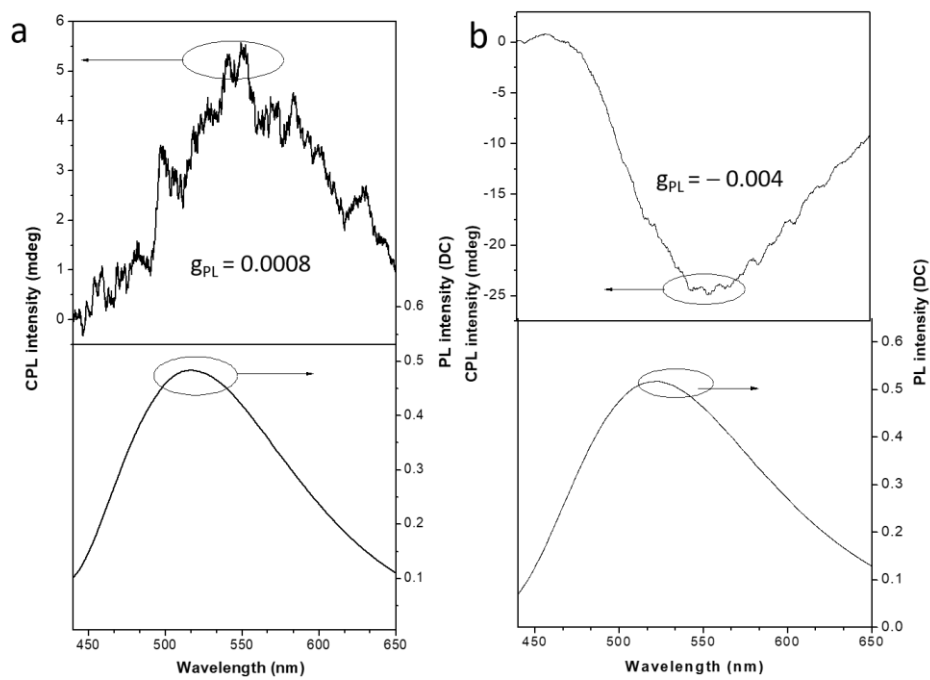 a
CPL intensity (mdeg)
6
5
4
3
2
1
0
g_PL = 0.0008
PL intensity (DC)
0.6
0.5
0.4
0.3
0.2
0.1
450 500 550 600 650
Wavelength (nm)
b
CPL intensity (mdeg)
0
-5
-10
-15
-20
-25
g_PL = – 0.004
PL intensity (DC)
0.6
0.5
0.4
0.3
0.2
0.1
0.0
450 500 550 600 650
Wavelength (nm)